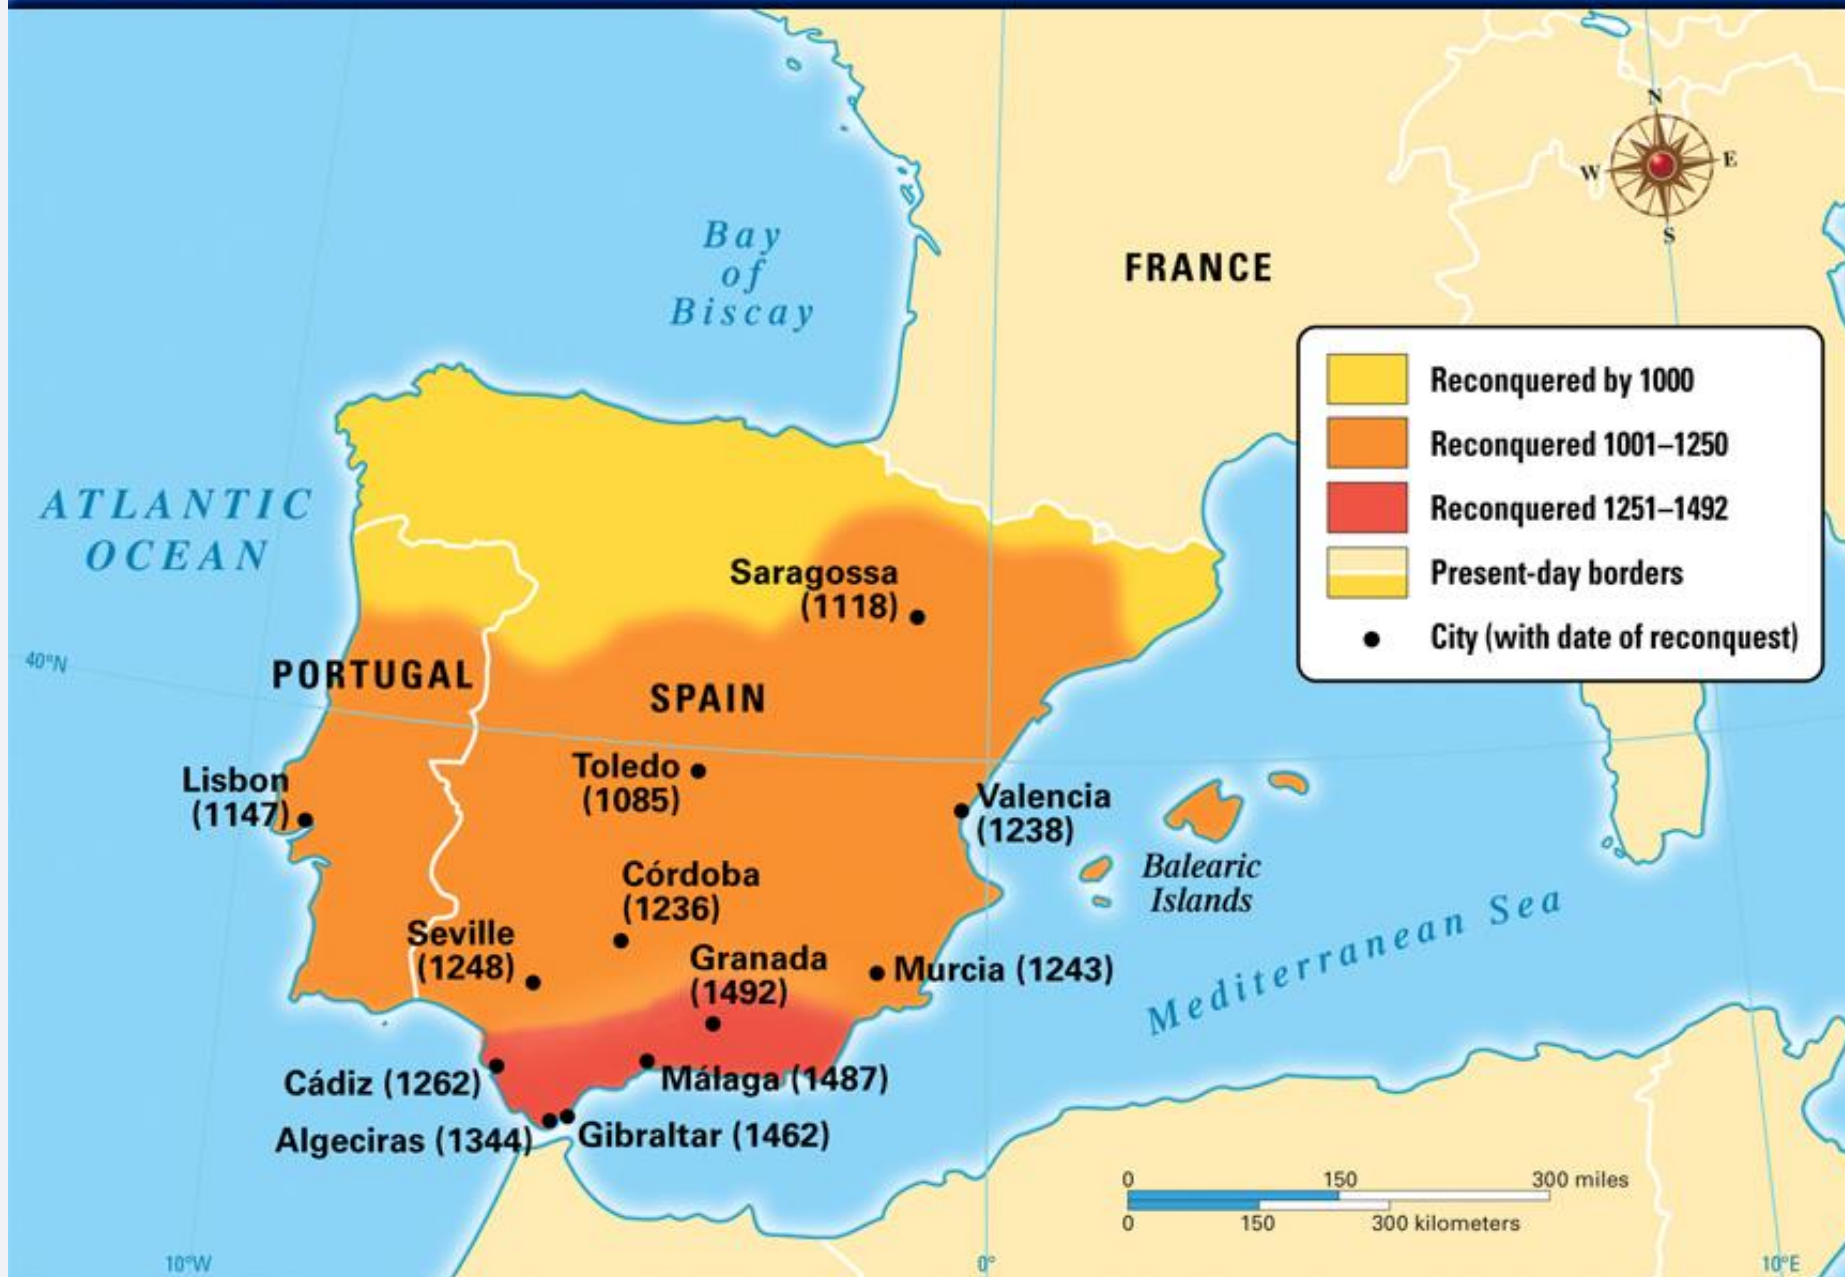 N
W
E
S
Bay
of
Biscay
FRANCE
Reconquered by 1000
Reconquered 1001–1250
Reconquered 1251–1492
Present-day borders
City (with date of reconquest)
ATLANTIC
OCEAN
Saragossa
(1118)
40°N
PORTUGAL
SPAIN
Lisbon
(1147)
Toledo
(1085)
Valencia
(1238)
Balearic
Islands
Córdoba
(1236)
Mediterranean Sea
Seville
(1248)
Granada
(1492)
Murcia (1243)
Cádiz (1262)
Málaga (1487)
Algeciras (1344)
Gibraltar (1462)
0 150 300 miles
0 150 300 kilometers
10°W
0°
10°E